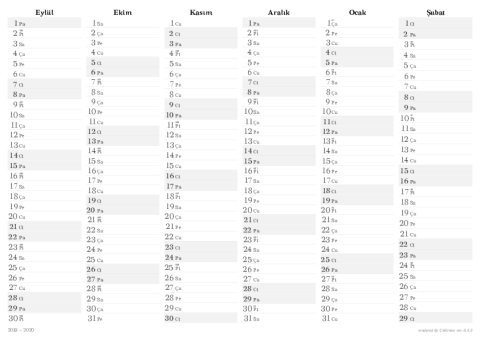 Eylül Ekim Kasım Aralık Ocak Şubat
1 Pa 1 Sa 1 Cu 1 Pa 1 Ça 1 Ct
2 Pt 2 Ça 2 Ct 2 Pt 2 Pe 2 Pa
3 Sa 3 Pe 3 Pa 3 Sa 3 Cu 3 Pt
4 Ça 4 Cu 4 Pt 4 Ça 4 Ct 4 Sa
5 Pe 5 Ct 5 Sa 5 Pe 5 Pa 5 Ça
6 Cu 6 Pa 6 Ça 6 Cu 6 Pt 6 Pe
7 Ct 7 Pt 7 Pe 7 Ct 7 Sa 7 Cu
8 Pa 8 Sa 8 Cu 8 Pa 8 Ça 8 Ct
9 Pt 9 Ça 9 Ct 9 Pt 9 Pe 9 Pa
10 Sa 10 Pe 10 Pa 10 Sa 10 Cu 10 Pt
11 Ça 11 Cu 11 Pt 11 Ça 11 Ct 11 Sa
12 Pe 12 Ct 12 Sa 12 Pe 12 Pa 12 Ça
13 Cu 13 Pa 13 Ça 13 Cu 13 Pt 13 Pe
14 Ct 14 Pt 14 Pe 14 Ct 14 Sa 14 Cu
15 Pa 15 Sa 15 Cu 15 Pa 15 Ça 15 Ct
16 Pt 16 Ça 16 Ct 16 Pt 16 Pe 16 Pa
17 Sa 17 Pe 17 Pa 17 Sa 17 Cu 17 Pt
18 Ça 18 Cu 18 Pt 18 Ça 18 Ct 18 Sa
19 Pe 19 Ct 19 Sa 19 Pe 19 Pa 19 Ça
20 Cu 20 Pa 20 Ça 20 Cu 20 Pt 20 Pe
21 Ct 21 Pt 21 Pe 21 Ct 21 Sa 21 Cu
22 Pa 22 Sa 22 Cu 22 Pa 22 Ça 22 Ct
23 Pt 23 Ça 23 Ct 23 Pt 23 Pe 23 Pa
24 Sa 24 Pe 24 Pa 24 Sa 24 Cu 24 Pt
25 Ça 25 Cu 25 Pt 25 Ça 25 Ct 25 Sa
26 Pe 26 Ct 26 Sa 26 Pe 26 Pa 26 Ça
27 Cu 27 Pa 27 Ça 27 Cu 27 Pt 27 Pe
28 Ct 28 Pt 28 Pe 28 Ct 28 Sa 28 Cu
29 Pa 29 Sa 29 Cu 29 Pa 29 Ça 29 Ct
30 Pt 30 Ça 30 Ct 30 Pt 30 Pe
31 Pe 31 Sa 31 Cu
2019 - 2020